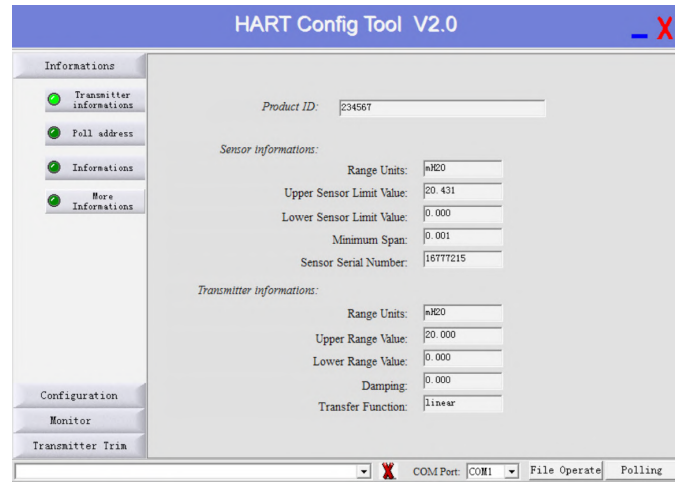 HART Config Tool V2.0
X
Informations
Transmitter
informations
Poll address
Informations
More
Informations
Configuration
Monitor
Transmitter Trim
Product ID: 234567
Sensor informations:
Range Units: mH2O
Upper Sensor Limit Value: 20.431
Lower Sensor Limit Value: 0.000
Minimum Span: 0.001
Sensor Serial Number: 16777215
Transmitter informations:
Range Units: mH2O
Upper Range Value: 20.000
Lower Range Value: 0.000
Damping: 0.000
Transfer Function: linear
COM Port: COM1 File Operate Polling